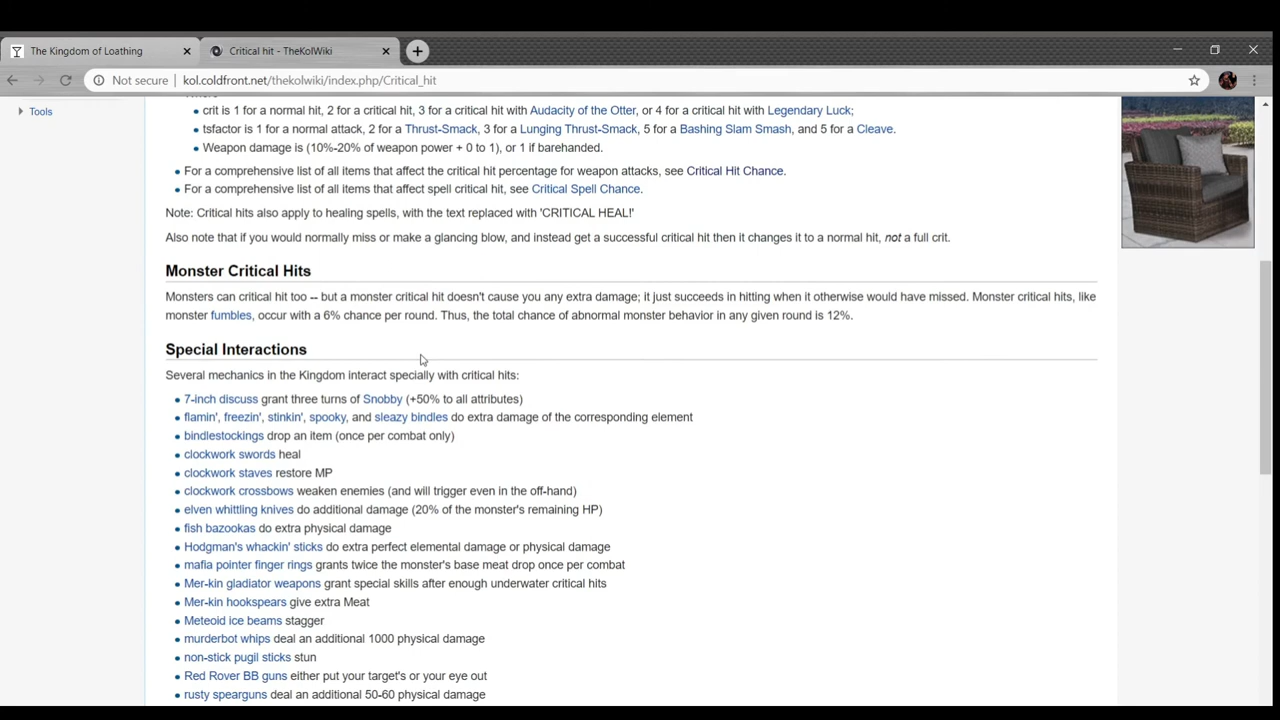 The Kingdom of Loathing
Critical hit - TheKolWiki
Not secure | kol.coldfront.net/thekolwiki/index.php/Critical_hit
Tools
• crit is 1 for a normal hit, 2 for a critical hit, 3 for a critical hit with Audacity of the Otter, or 4 for a critical hit with Legendary Luck;
• tsfactor is 1 for a normal attack, 2 for a Thrust-Smack, 3 for a Lunging Thrust-Smack, 5 for a Bashing Slam Smash, and 5 for a Cleave.
• Weapon damage is (10%-20% of weapon power + 0 to 1), or 1 if barehanded.
• For a comprehensive list of all items that affect the critical hit percentage for weapon attacks, see Critical Hit Chance.
• For a comprehensive list of all items that affect spell critical hit, see Critical Spell Chance.
Note: Critical hits also apply to healing spells, with the text replaced with 'CRITICAL HEAL!'
Also note that if you would normally miss or make a glancing blow, and instead get a successful critical hit then it changes it to a normal hit, not a full crit.
Monster Critical Hits
Monsters can critical hit too -- but a monster critical hit doesn't cause you any extra damage; it just succeeds in hitting when it otherwise would have missed. Monster critical hits, like
monster fumbles, occur with a 6% chance per round. Thus, the total chance of abnormal monster behavior in any given round is 12%.
Special Interactions
Several mechanics in the Kingdom interact specially with critical hits:
• 7-inch discuss grant three turns of Snobby (+50% to all attributes)
• flamin', freezin', stinkin', spooky, and sleazy bindles do extra damage of the corresponding element
• bindlestockings drop an item (once per combat only)
• clockwork swords heal
• clockwork staves restore MP
• clockwork crossbows weaken enemies (and will trigger even in the off-hand)
• elven whittling knives do additional damage (20% of the monster's remaining HP)
• fish bazookas do extra physical damage
• Hodgman's whackin' sticks do extra perfect elemental damage or physical damage
• mafia pointer finger rings grants twice the monster's base meat drop once per combat
• Mer-kin gladiator weapons grant special skills after enough underwater critical hits
• Mer-kin hookspears give extra Meat
• Meteoid ice beams stagger
• murderbot whips deal an additional 1000 physical damage
• non-stick pugil sticks stun
• Red Rover BB guns either put your target's or your eye out
• rusty spearguns deal an additional 50-60 physical damage